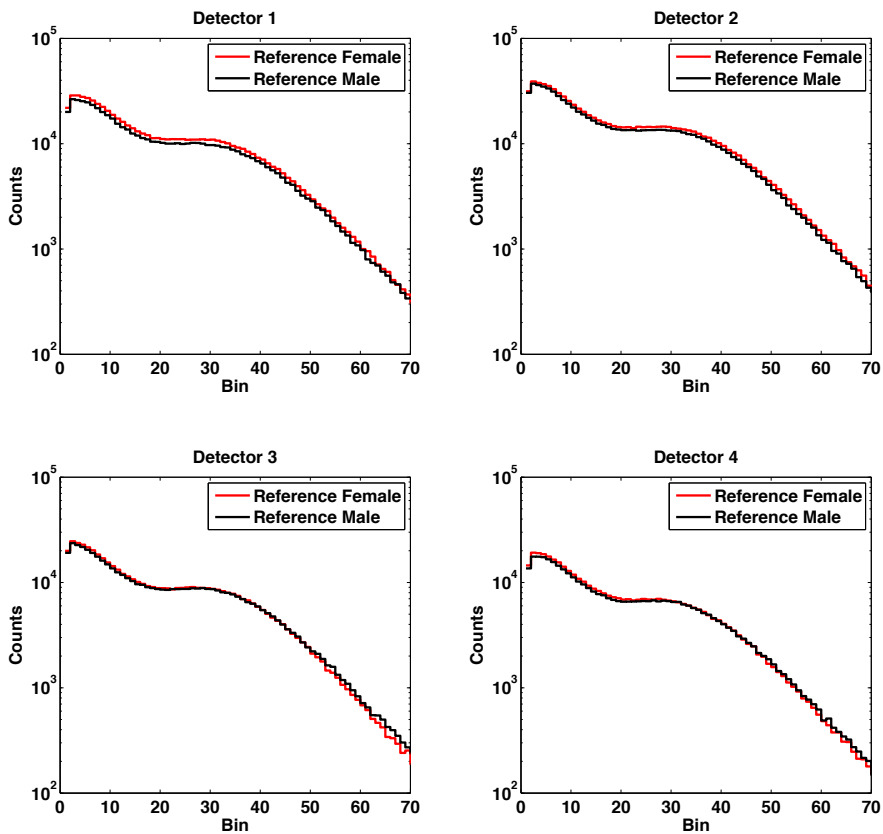 Detector 1
10^5
Reference Female
Reference Male
10^4
Counts
10^3
10^2
0 10 20 30 40 50 60 70
Bin
Detector 2
10^5
Reference Female
Reference Male
10^4
Counts
10^3
10^2
0 10 20 30 40 50 60 70
Bin
Detector 3
10^5
Reference Female
Reference Male
10^4
Counts
10^3
10^2
0 10 20 30 40 50 60 70
Bin
Detector 4
10^5
Reference Female
Reference Male
10^4
Counts
10^3
10^2
0 10 20 30 40 50 60 70
Bin